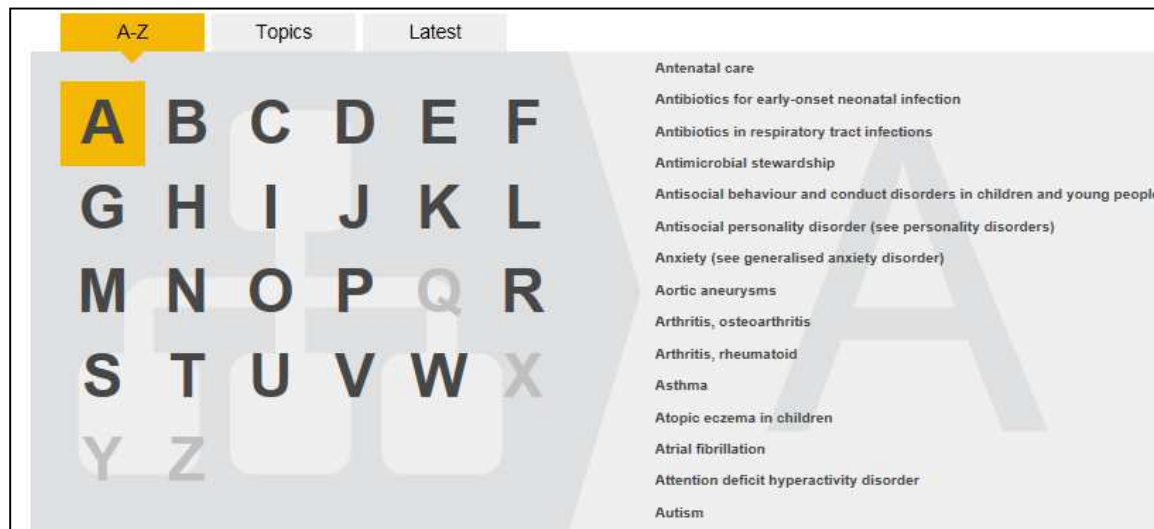 A-Z Topics Latest
A B C D E F
G H I J K L
M N O P Q R
S T U V W X
Y Z
Antenatal care
Antibiotics for early-onset neonatal infection
Antibiotics in respiratory tract infections
Antimicrobial stewardship
Antisocial behaviour and conduct disorders in children and young people
Antisocial personality disorder (see personality disorders)
Anxiety (see generalised anxiety disorder)
Aortic aneurysms
Arthritis, osteoarthritis
Arthritis, rheumatoid
Asthma
Atopic eczema in children
Atrial fibrillation
Attention deficit hyperactivity disorder
Autism
A